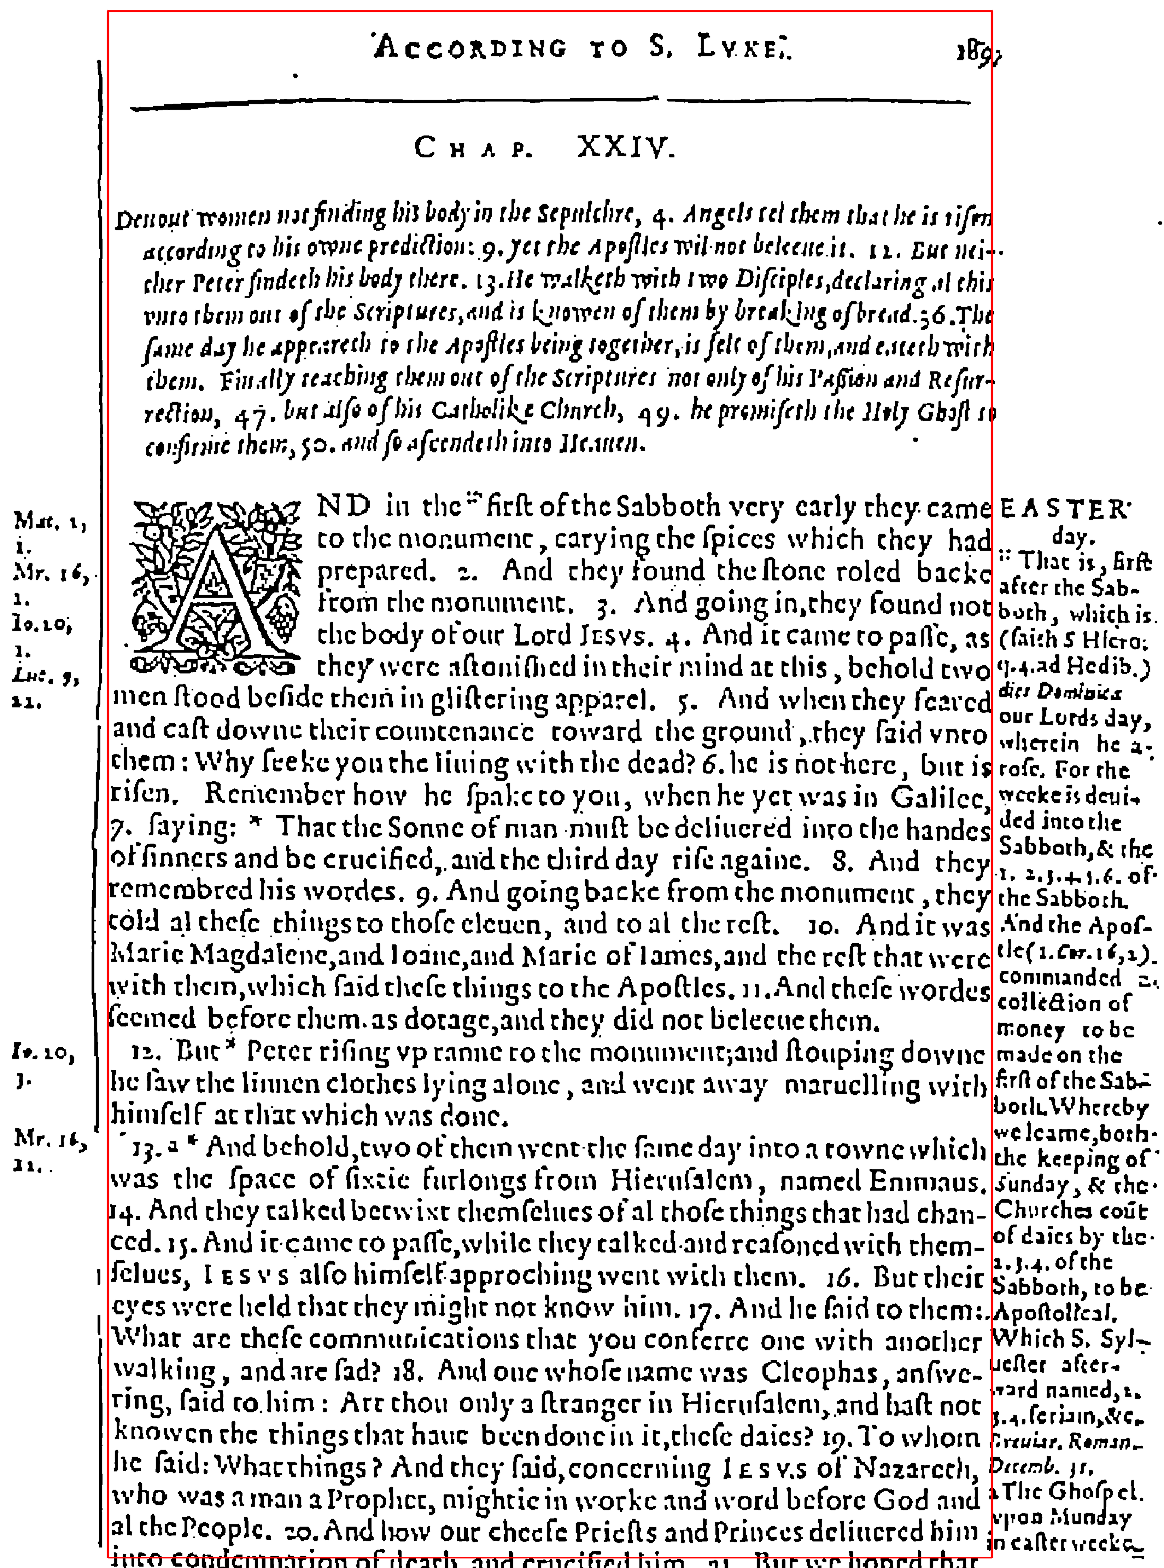 ACCORDING TO S. LVKE. 189
CHAP. XXIV.
Deuout women not finding his body in the Sepulchre, 4. Angels tel them that he is risen
according to his owne prediction: 9. yet the Apostles wil not beleeue it. 12. But nei-
ther Peter findeth his body there. 13. He walketh with two Disciples, declaring al this
vnto them out of the Scriptures, and is knowen of them by breaking of bread. 36. The
same day he appeareth to the Apostles being together, is felt of them, and eateth with
them. Finally teaching them out of the Scriptures not only of his Passion and Resur-
rection, 47. but also of his Catholike Church, 49. he promiseth the Holy Ghost to
confirme them, 50. and so ascendeth into Heauen.
AND in the :: first of the Sabboth very early they came
to the monument, carying the spices which they had
prepared. 2. And they found the stone roled backe
from the monument. 3. And going in, they found not
the body of our Lord IESVS. 4. And it came to passe, as
they were astonished in their mind at this, behold two
men stood beside them in glistering apparel. 5. And when they feared
and cast downe their countenance toward the ground, they said vnto
them: Why seeke you the liuing with the dead? 6. he is not here, but is
risen. Remember how he spake to you, when he yet was in Galilee,
7. saying: * That the Sonne of man must be deliuered into the handes
of sinners and be crucified, and the third day rise againe. 8. And they
remembred his wordes. 9. And going backe from the monument, they
told al these things to those eleuen, and to al the rest. 10. And it was
Marie Magdalene, and Ioane, and Marie of Iames, and the rest that were
with them, which said these things to the Apostles. 11. And these wordes
seemed before them as dotage, and they did not beleeue them.
12. But * Peter rising vp ranne to the monument; and stouping downe
he saw the linnen clothes lying alone, and went away maruelling with
himself at that which was done.
13. a * And behold, two of them went the same day into a towne which
was the space of sixtie furlongs from Hierusalem, named Emmaus.
14. And they talked betwixt themselues of al those things that had chan-
ced. 15. And it came to passe, while they talked and reasoned with them-
selues, IESVS also himself approching went with them. 16. But their
eyes were held that they might not know him. 17. And he said to them:
What are these communications that you conferre one with another
walking, and are sad? 18. And one whose name was Cleophas, answe-
ring, said to him: Art thou only a stranger in Hierusalem, and hast not
knowen the things that haue been done in it, these daies? 19. To whom
he said: What things? And they said, concerning IESVS of Nazareth,
who was a man a Prophet, mightie in worke and word before God and
al the People. 20. And how our cheefe Priests and Princes deliuered him
into condemnation of death, and crucified him. 21. But we hoped that
Mat. 1,
1.
Mr. 16,
1.
Io. 20,
1.
Luc. 9,
22.
Io. 20,
3.
Mr. 16,
12.
EASTER
day.
:: That is, first
after the Sab-
both, which is
(saith S Hiero:
q. 4. ad Hedib.)
dies Dominica
our Lords day,
wherein he a-
rose. For the
weeke is deui-
ded into the
Sabboth, & the
1. 2. 3. 4. 5. 6. of
the Sabboth.
And the Apos-
tle (1. Cor. 16, 2).
commanded a
collection of
money to be
made on the
first of the Sab-
both. Whereby
we learne, both
the keeping of
Sunday, & the
Churches coũt
of daies by the
2. 3. 4. of the
Sabboth, to be
Apostolical.
Which S. Syl-
uester after-
ward named, 2.
3. 4. feriam, &c.
Breuiar. Roman.
Decemb. 31.
a The Ghospel
vpon Munday
in easter weeke